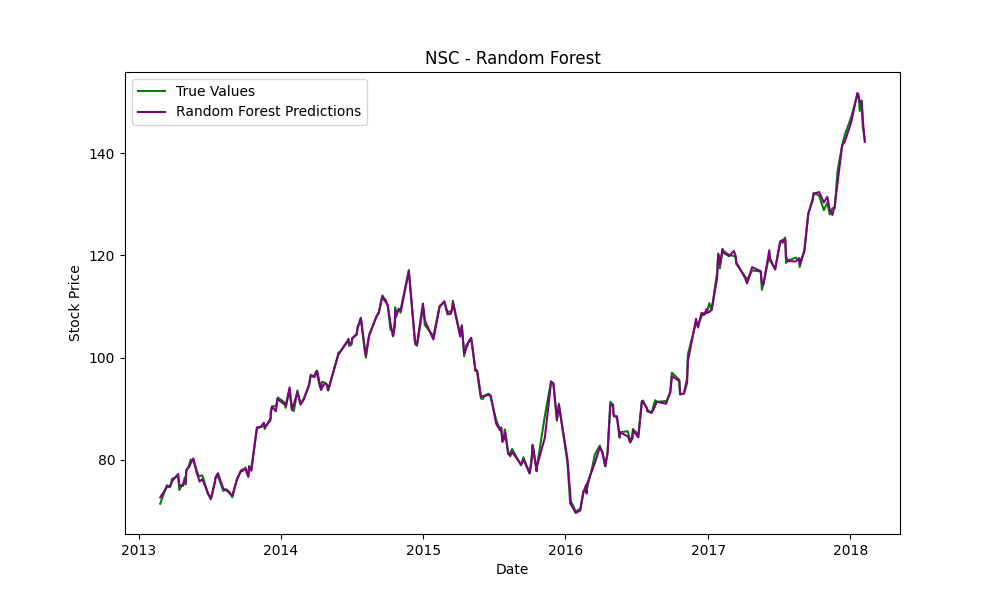 NSC - Random Forest
True Values
Random Forest Predictions
Stock Price
140
120
100
80
2013 2014 2015 2016 2017 2018
Date